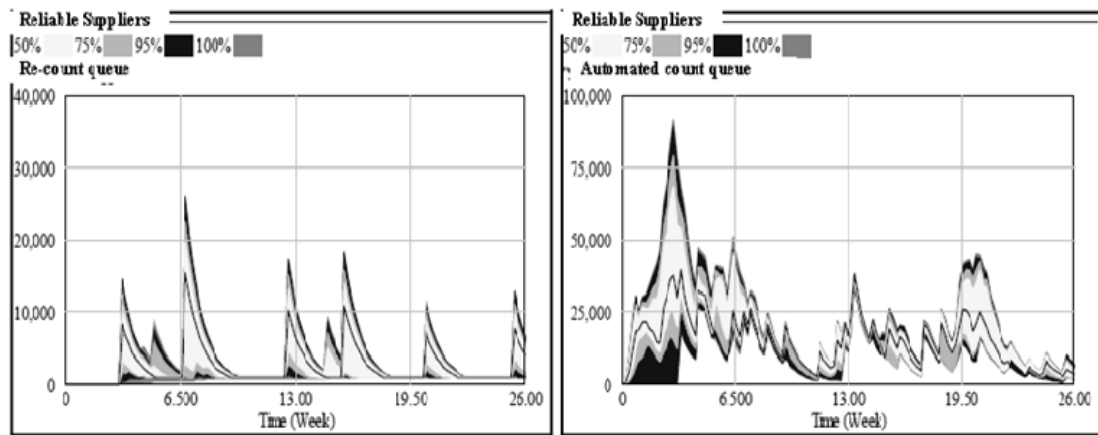 Reliable Suppliers
50% 75% 95% 100%
Re-count queue
40,000
30,000
20,000
10,000
0
0 6.500 13.00 19.50 26.00
Time (Week)
Reliable Suppliers
50% 75% 95% 100%
Automated count queue
100,000
75,000
50,000
25,000
0
0 6.500 13.00 19.50 26.00
Time (Week)